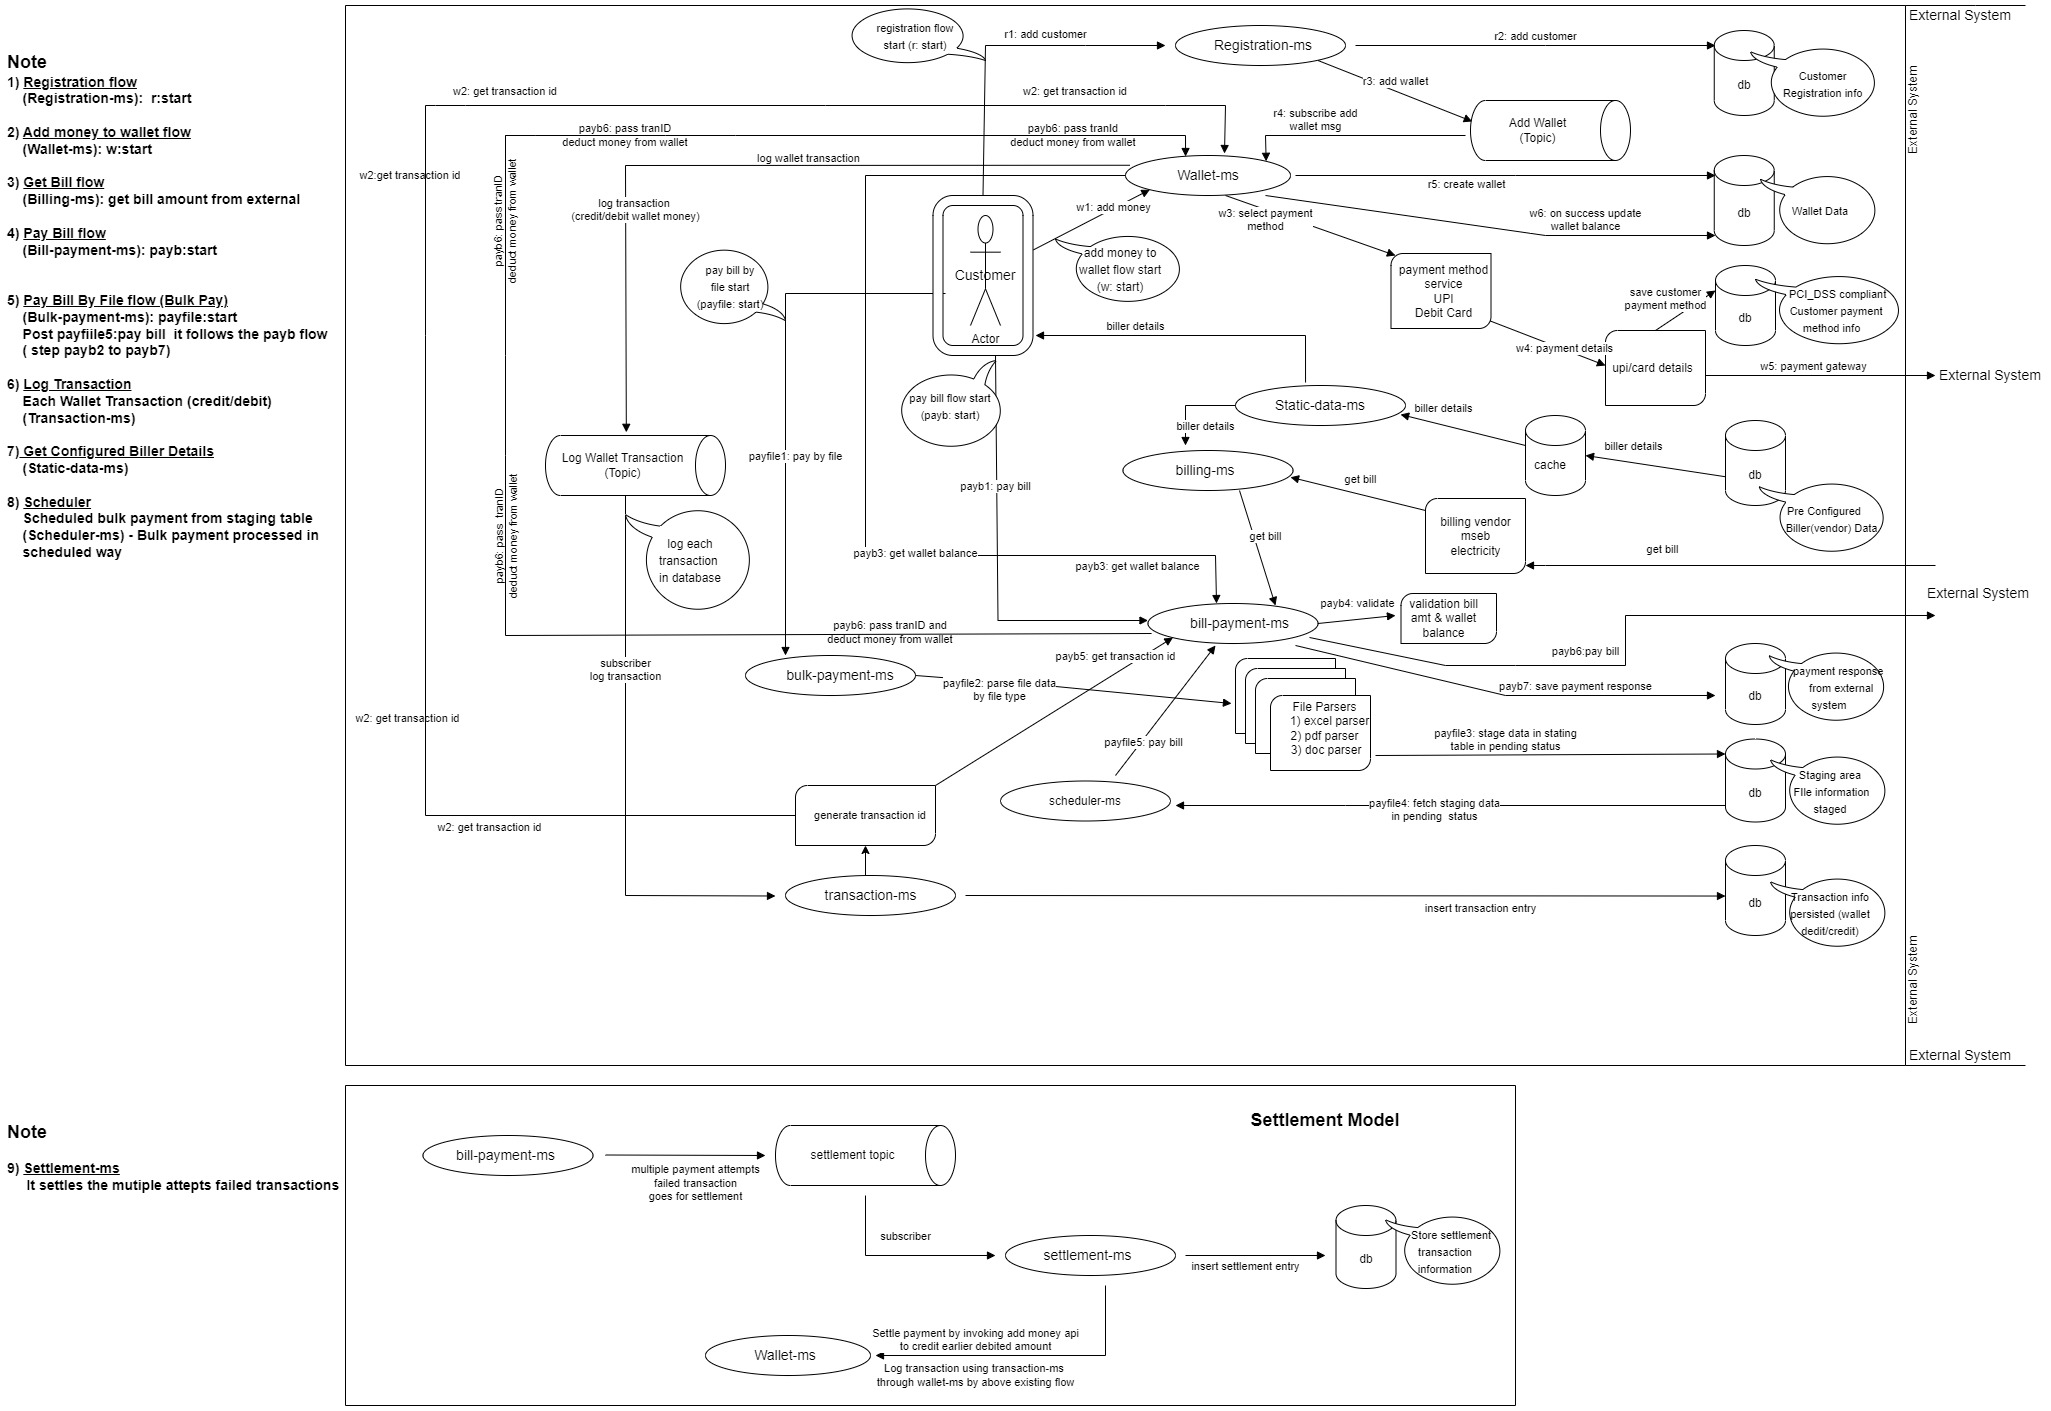 Note
1) Registration flow
(Registration-ms):  r:start
2) Add money to wallet flow
(Wallet-ms): w:start
3) Get Bill flow
(Billing-ms): get bill amount from external
4) Pay Bill flow
(Bill-payment-ms): payb:start
5) Pay Bill By File flow (Bulk Pay)
(Bulk-payment-ms): payfile:start
Post payfiile5:pay bill  it follows the payb flow
( step payb2 to payb7)
6) Log Transaction
Each Wallet Transaction (credit/debit)
(Transaction-ms)
7) Get Configured Biller Details
(Static-data-ms)
8) Scheduler
Scheduled bulk payment from staging table
(Scheduler-ms) - Bulk payment processed in
scheduled way
registration flow
start (r: start)
r1: add customer
Registration-ms
r2: add customer
db
Customer
Registration info
External System
External System
r3: add wallet
Add Wallet
(Topic)
r4: subscribe add
wallet msg
w2: get transaction id
w2: get transaction id
payb6: pass tranID
deduct money from wallet
payb6: pass tranId
deduct money from wallet
log wallet transaction
w2:get transaction id
payb6: pass tranID
deduct money from wallet
Wallet-ms
r5: create wallet
db
Wallet Data
log transaction
(credit/debit wallet money)
w1: add money
w3: select payment
method
w6: on success update
wallet balance
Customer
Actor
add money to
wallet flow start
(w: start)
pay bill by
file start
(payfile: start)
payment method
service
UPI
Debit Card
save customer
payment method
db
PCI_DSS compliant
Customer payment
method info
biller details
w4: payment details
upi/card details
w5: payment gateway
External System
pay bill flow start
(payb: start)
Static-data-ms
biller details
biller details
cache
biller details
db
Pre Configured
Biller(vendor) Data
Log Wallet Transaction
(Topic)
payfile1: pay by file
billing-ms
get bill
payb1: pay bill
payb6: pass  tranID
deduct money from wallet
billing vendor
mseb
electricity
get bill
get bill
log each
transaction
in database
payb3: get wallet balance
payb3: get wallet balance
External System
payb4: validate
validation bill
amt & wallet
balance
bill-payment-ms
payb6: pass tranID and
deduct money from wallet
payb5: get transaction id
payb6:pay bill
subscriber
log transaction
bulk-payment-ms
payfile2: parse file data
by file type
File Parsers
1) excel parser
2) pdf parser
3) doc parser
payb7: save payment response
db
payment response
from external
system
w2: get transaction id
payfile5: pay bill
payfile3: stage data in stating
table in pending status
db
Staging area
FIle information
staged
scheduler-ms
payfile4: fetch staging data
in pending  status
generate transaction id
w2: get transaction id
transaction-ms
insert transaction entry
db
Transaction info
persisted (wallet
dedit/credit)
External System
External System
Note
9) Settlement-ms
It settles the mutiple attepts failed transactions
Settlement Model
bill-payment-ms
multiple payment attempts
failed transaction
goes for settlement
settlement topic
subscriber
settlement-ms
insert settlement entry
db
Store settlement
transaction
information
Settle payment by invoking add money api
to credit earlier debited amount
Wallet-ms
Log transaction using transaction-ms
through wallet-ms by above existing flow